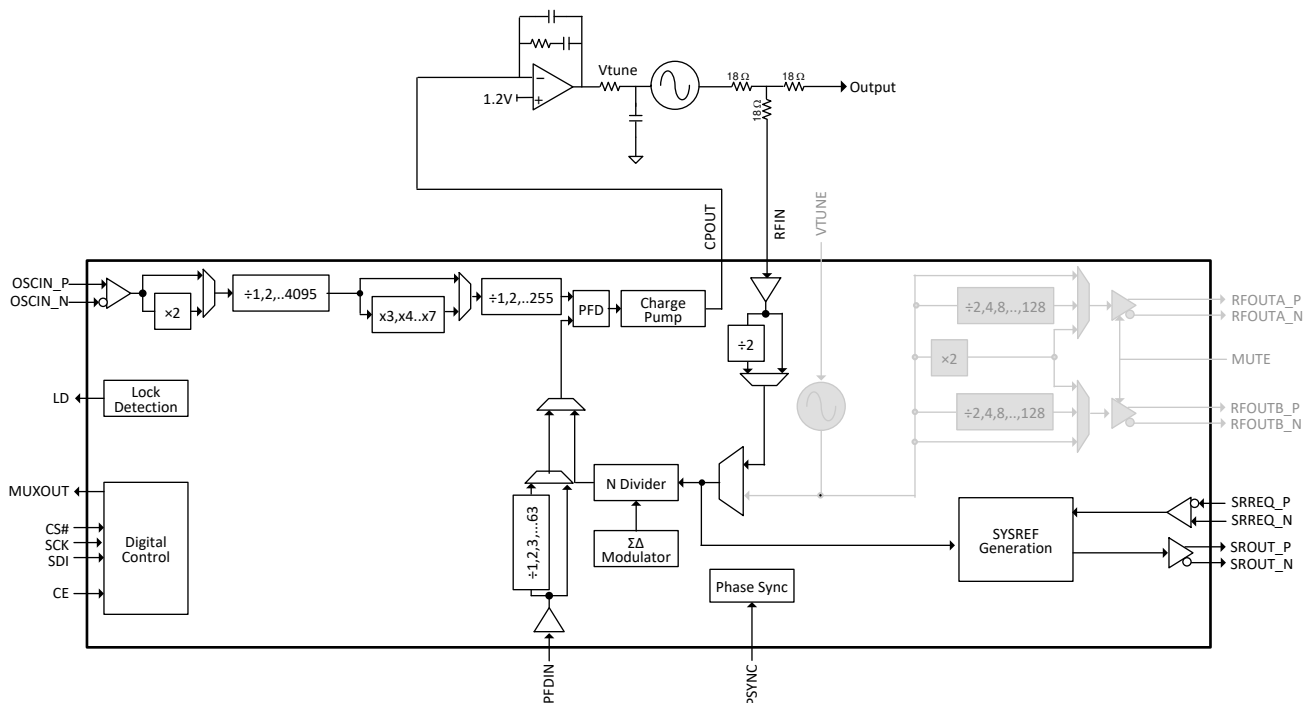 Vtune
18 Ω
18 Ω
Output
1.2V
−
+
18 Ω
CPOUT
RFIN
VTUNE
OSCIN_P
OSCIN_N
×2
÷1,2,..4095
x3,x4..x7
÷1,2,..255
PFD
Charge
Pump
÷2
÷2,4,8,..,128
×2
÷2,4,8,..,128
RFOUTA_P
RFOUTA_N
MUTE
RFOUTB_P
RFOUTB_N
LD
Lock
Detection
MUXOUT
CS#
SCK
SDI
CE
Digital
Control
÷1,2,3,...63
N Divider
ΣΔ
Modulator
Phase Sync
SYSREF
Generation
SRREQ_P
SRREQ_N
SROUT_P
SROUT_N
PFDIN
PSYNC